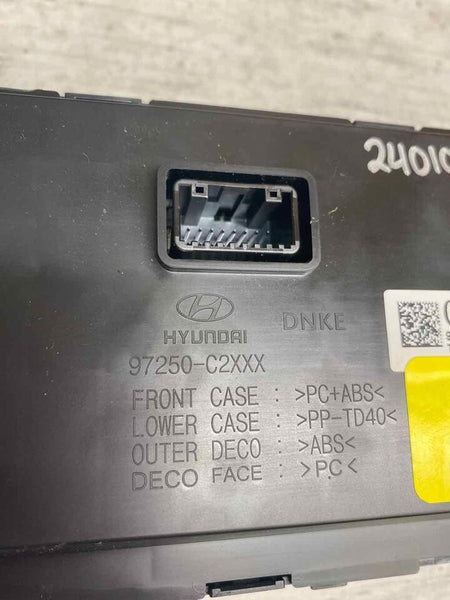 24010
HYUNDAI DNKE
97250-C2XXX
FRONT CASE : >PC+ABS<
LOWER CASE : >PP-TD40<
OUTER DECO : >ABS<
DECO FACE : >PC<